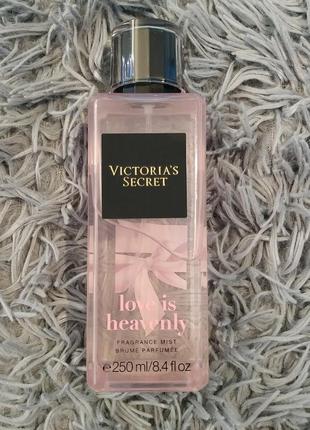 VICTORIA'S
SECRET
love is
heavenly
FRAGRANCE MIST
BRUME PARFUMÉE
℮250 ml/8.4 fl oz